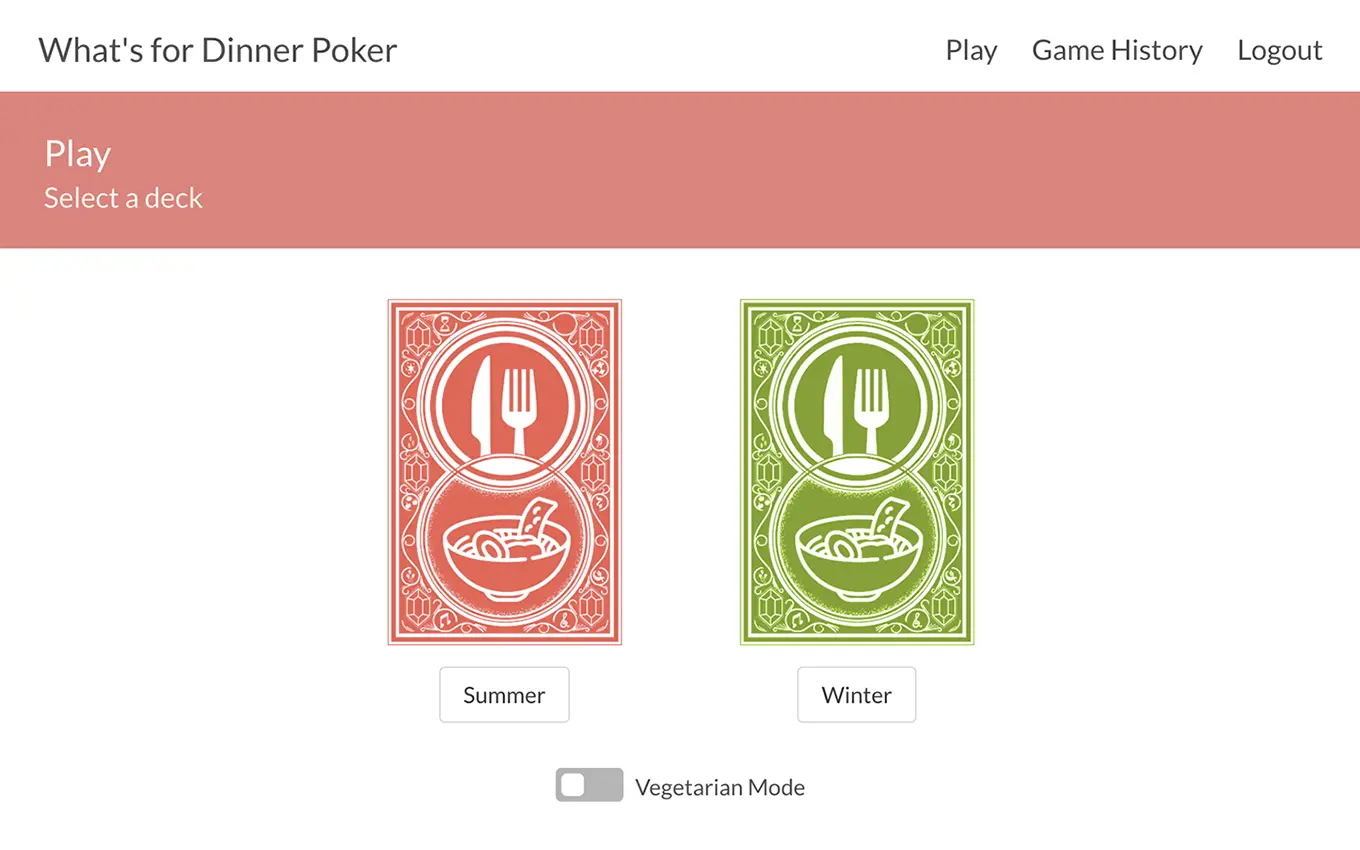 What's for Dinner Poker
Play Game History Logout
Play
Select a deck
Summer
Winter
Vegetarian Mode